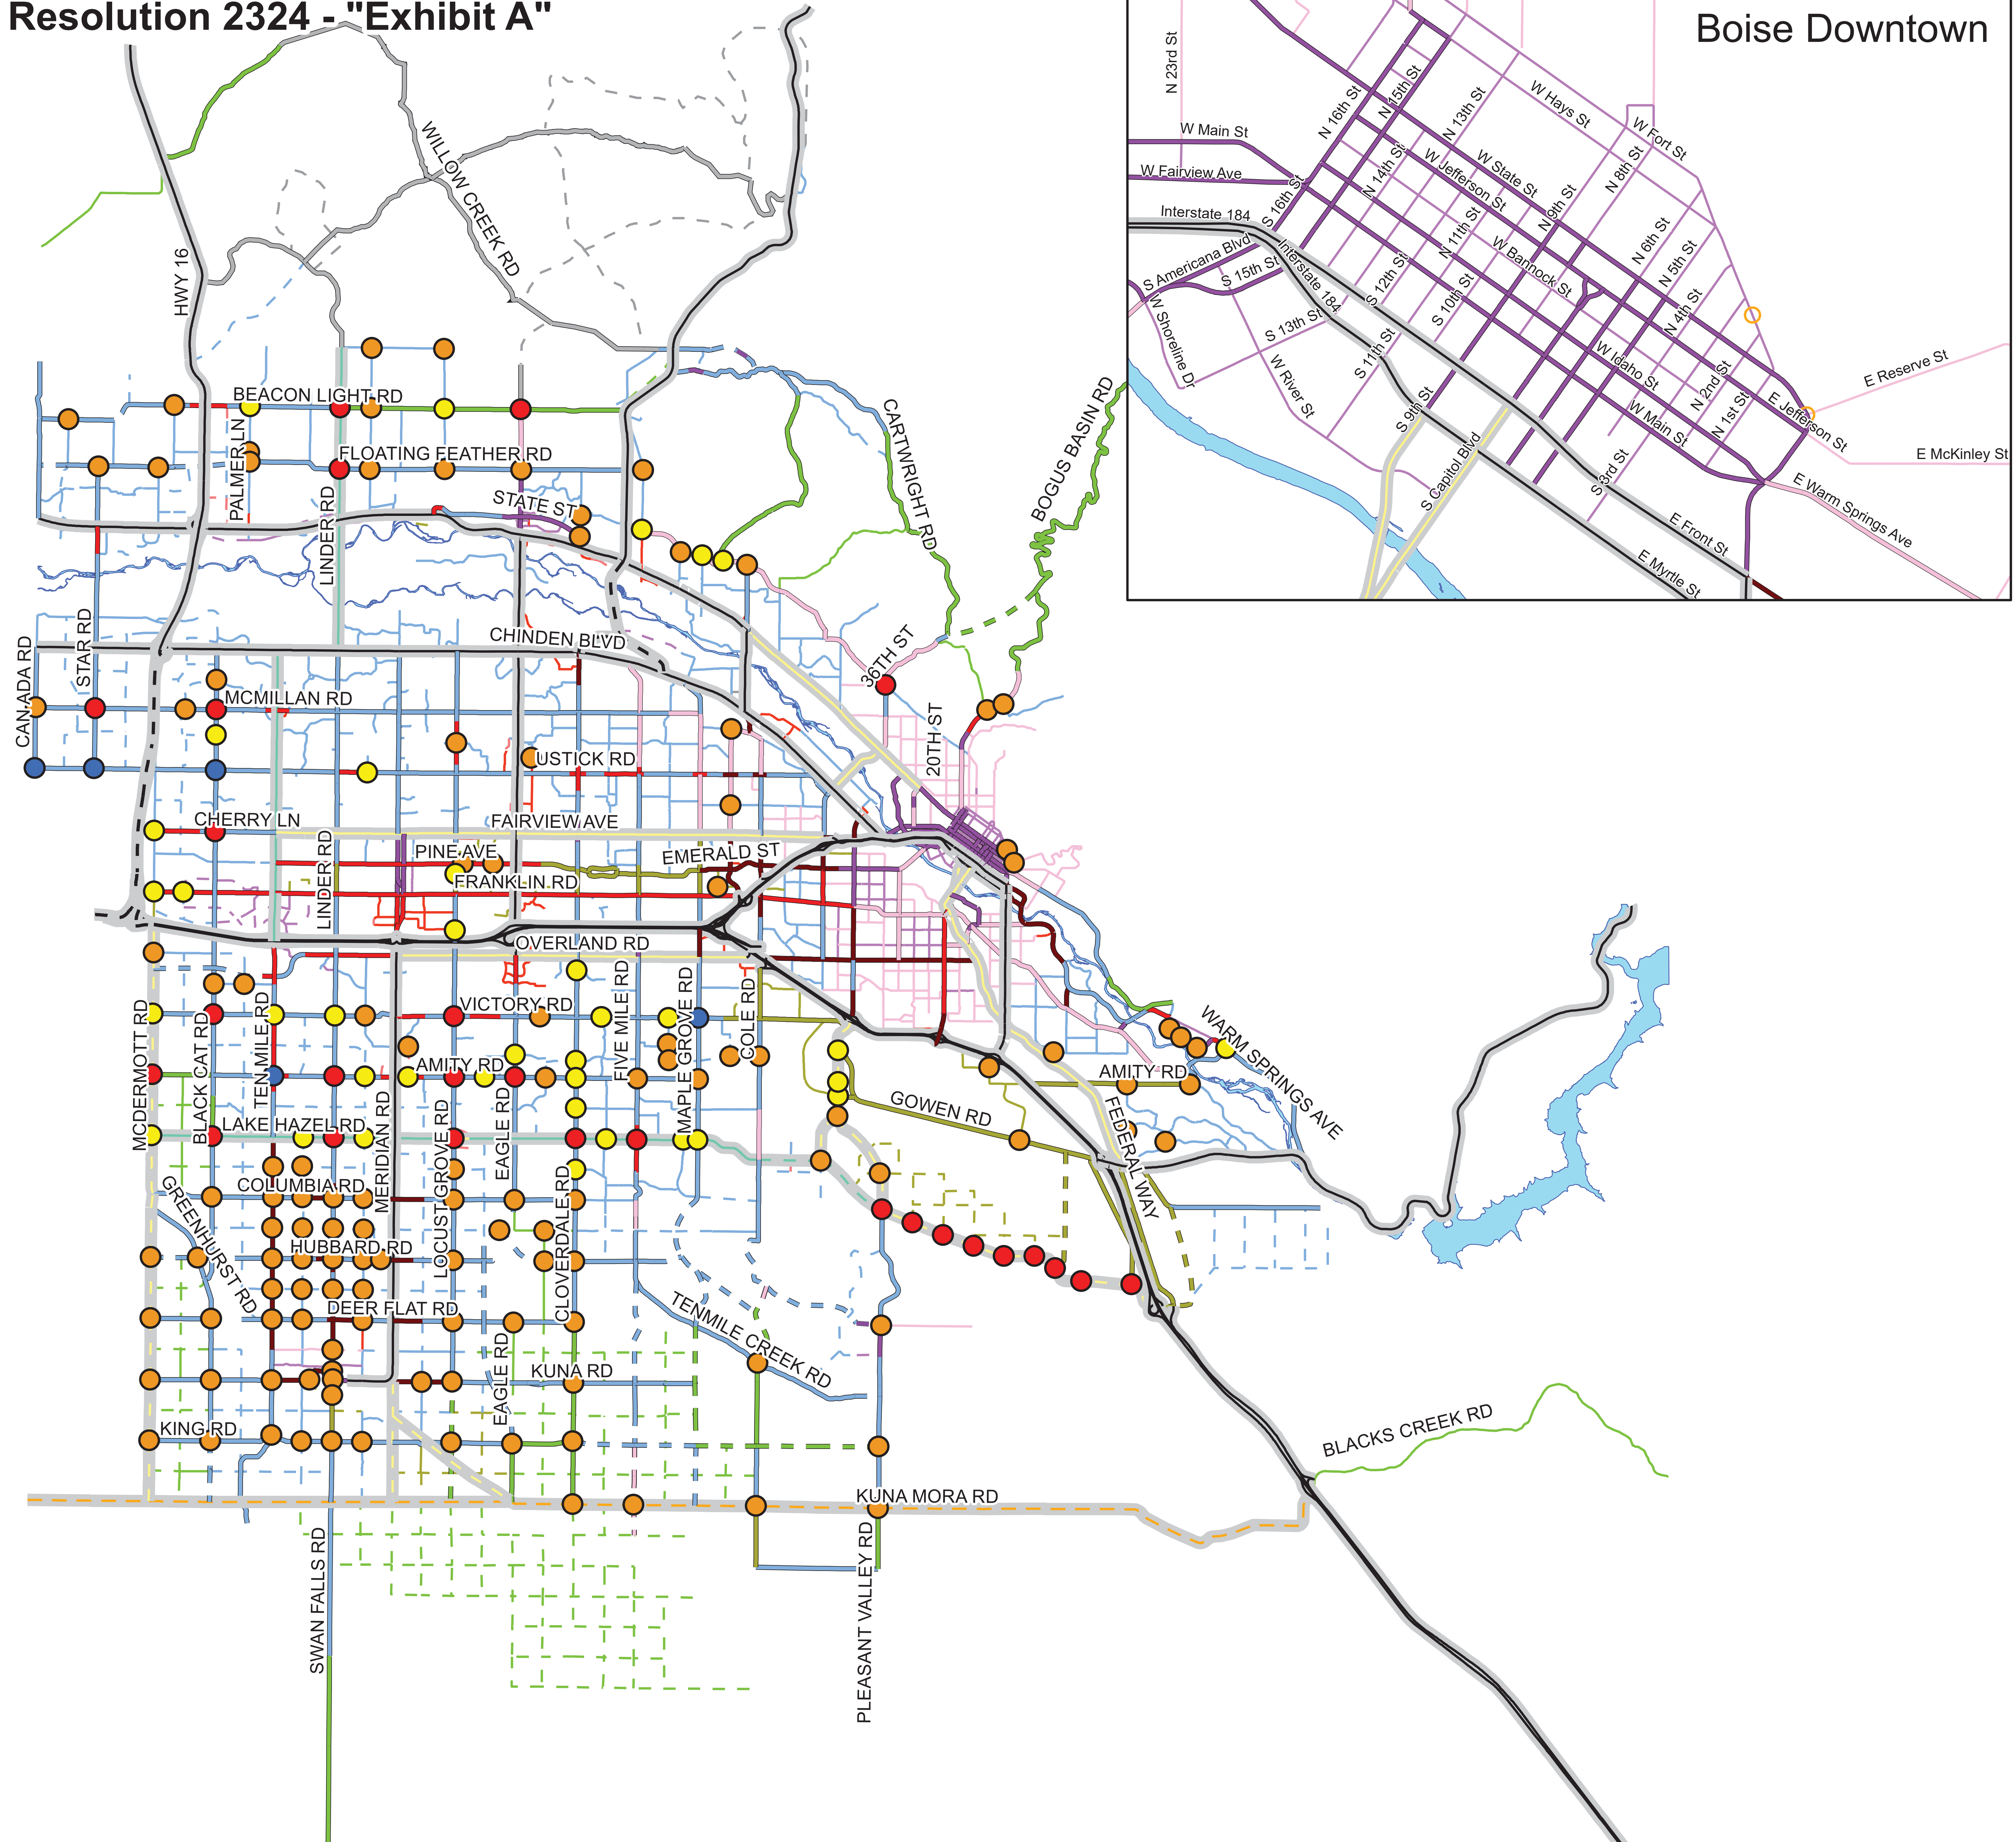 Resolution 2324 - "Exhibit A"
Boise Downtown
N 23rd St
W Main St
W Fairview Ave
Interstate 184
N 16th St
N 15th St
N 13th St
W Hays St
W Fort St
N 14th St
W Jefferson St
W State St
N 8th St
N 9th St
S 16th St
S Americana Blvd
S 15th St
Interstate 184
N 11th St
W Bannock St
N 6th St
N 5th St
S 12th St
S 10th St
N 4th St
W Shoreline Dr
S 13th St
S 11th St
W River St
W Idaho St
N 2nd St
N 1st St
W Main St
E Jefferson St
E Reserve St
E McKinley St
S 9th St
S Capitol Blvd
S 3rd St
E Warm Springs Ave
E Front St
E Myrtle St
WILLOW CREEK RD
HWY 16
BEACON LIGHT RD
PALMER LN
FLOATING FEATHER RD
LINDER RD
STATE ST
CARTWRIGHT RD
BOGUS BASIN RD
CAN-ADA RD
STAR RD
CHINDEN BLVD
36TH ST
MCMILLAN RD
20TH ST
USTICK RD
CHERRY LN
FAIRVIEW AVE
LINDER RD
PINE AVE
EMERALD ST
FRANKLIN RD
OVERLAND RD
MCDERMOTT RD
BLACK CAT RD
TEN MILE RD
VICTORY RD
FIVE MILE RD
MAPLE GROVE RD
COLE RD
WARM SPRINGS AVE
AMITY RD
AMITY RD
MERIDIAN RD
LOCUST GROVE RD
EAGLE RD
GOWEN RD
FEDERAL WAY
LAKE HAZEL RD
GREENHURST RD
COLUMBIA RD
CLOVERDALE RD
HUBBARD RD
DEER FLAT RD
TENMILE CREEK RD
EAGLE RD
KUNA RD
KING RD
BLACKS CREEK RD
KUNA MORA RD
SWAN FALLS RD
PLEASANT VALLEY RD